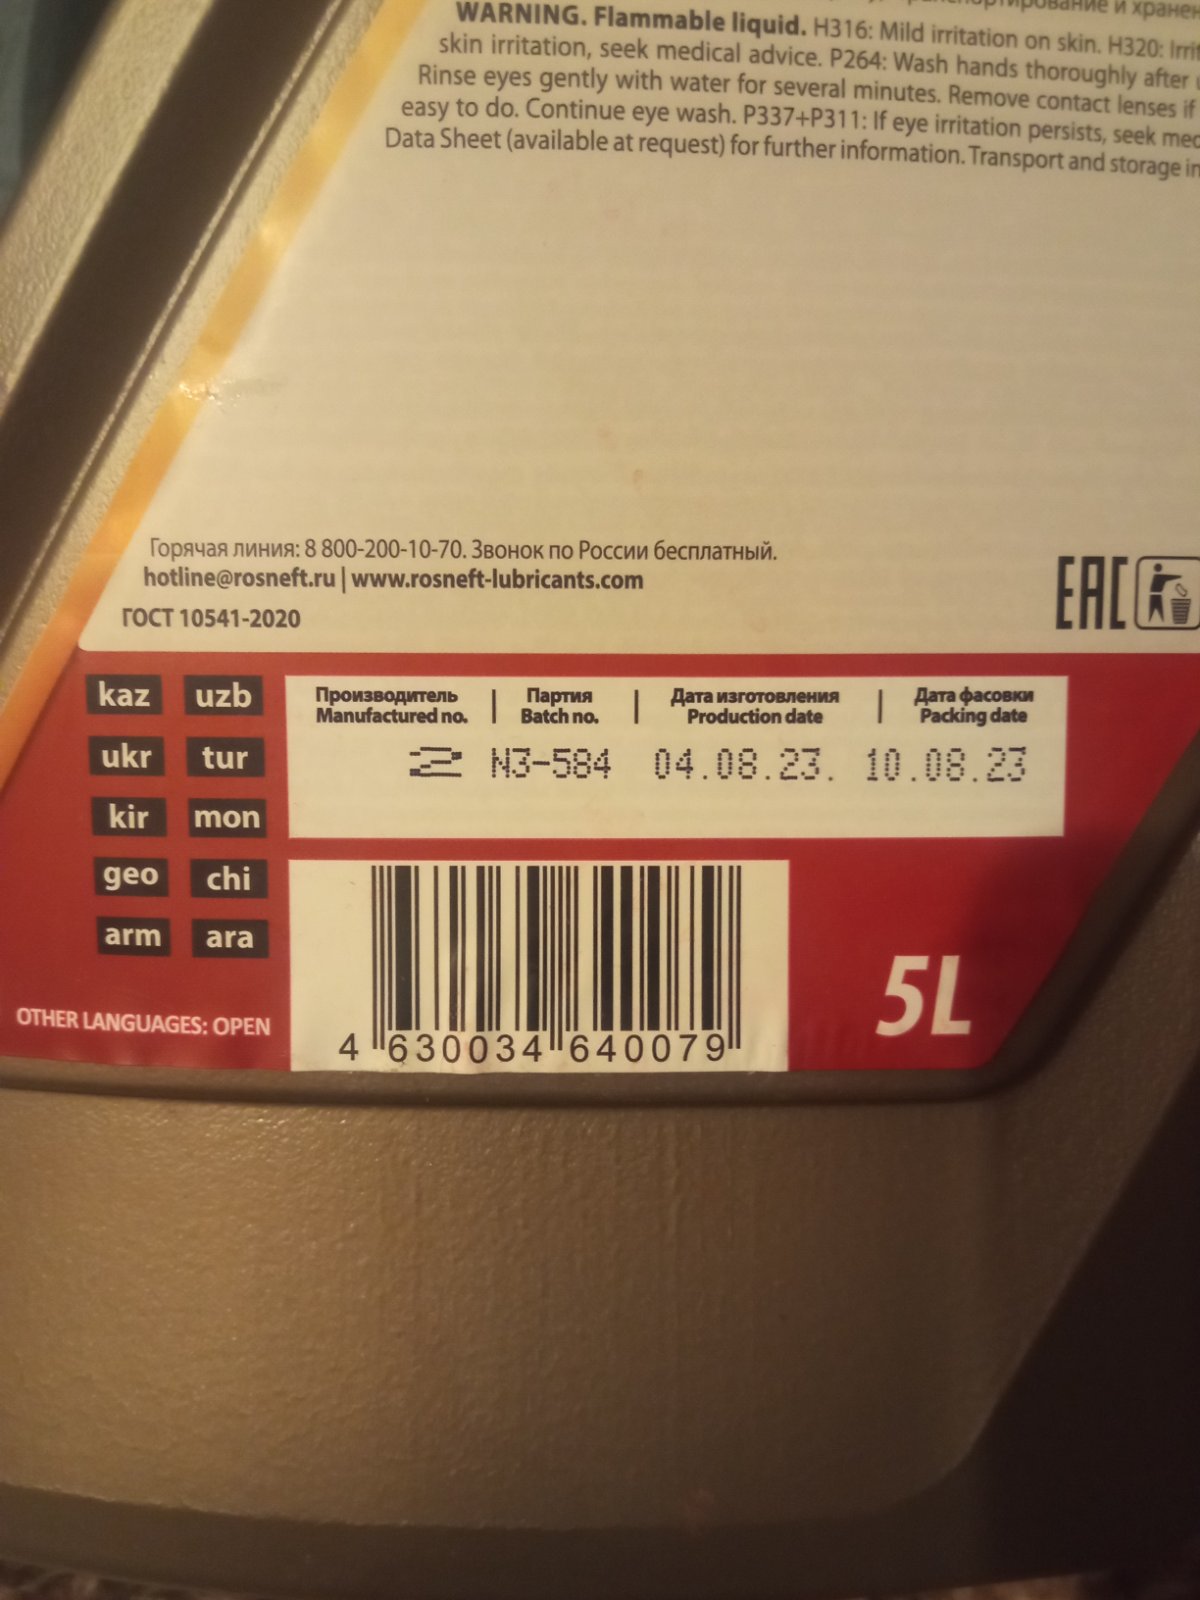 и хранен
WARNING. Flammable liquid. H316: Mild irritation on skin. H320: Irrit
skin irritation, seek medical advice. P264: Wash hands thoroughly after
Rinse eyes gently with water for several minutes. Remove contact lenses if
easy to do. Continue eye wash. P337+P311: If eye irritation persists, seek med
Data Sheet (available at request) for further information. Transport and storage in
Горячая линия: 8 800-200-10-70. Звонок по России бесплатный.
hotline@rosneft.ru | www.rosneft-lubricants.com
ГОСТ 10541-2020
EAC
kaz uzb
ukr tur
kir mon
geo chi
arm ara
OTHER LANGUAGES: OPEN
Производитель | Партия | Дата изготовления | Дата фасовки
Manufactured no. Batch no. Production date Packing date
2 N3-584 04.08.23. 10.08.23
5L
4 630034 640079